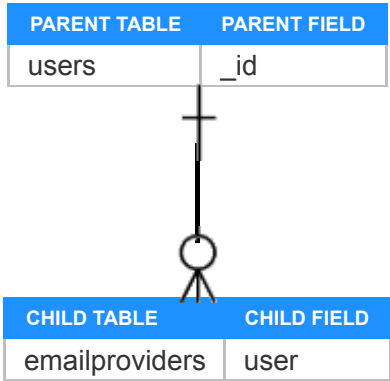 PARENT TABLE PARENT FIELD
users _id
CHILD TABLE CHILD FIELD
emailproviders user